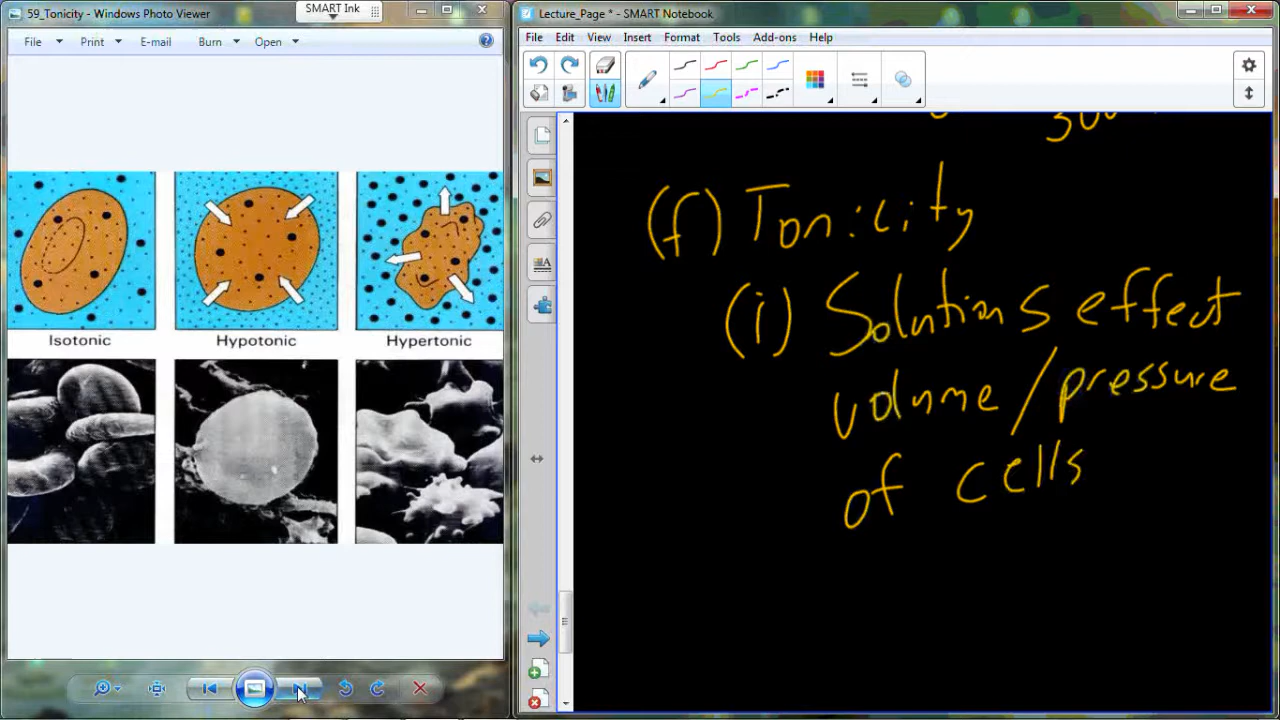 59_Tonicity - Windows Photo Viewer
SMART Ink
File Print E-mail Burn Open
Isotonic Hypotonic Hypertonic
Lecture_Page * - SMART Notebook
File Edit View Insert Format Tools Add-ons Help
(f) Tonicity
(i) Solutions effect
volume/pressure
of cells